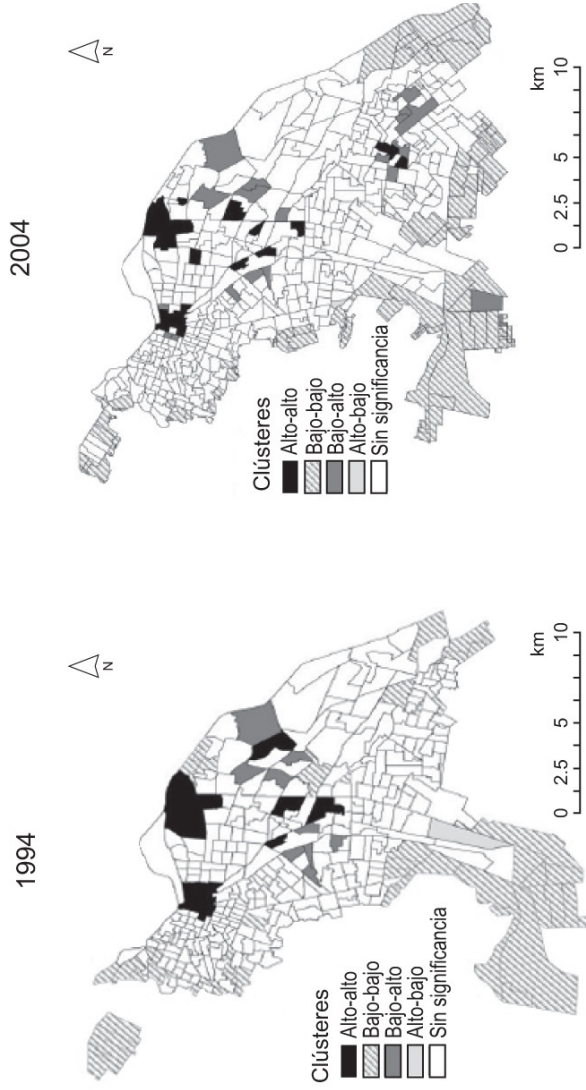 1994
N
Clústeres
Alto-alto
Bajo-bajo
Bajo-alto
Alto-bajo
Sin significancia
km
0 2.5 5 10
2004
N
Clústeres
Alto-alto
Bajo-bajo
Bajo-alto
Alto-bajo
Sin significancia
km
0 2.5 5 10